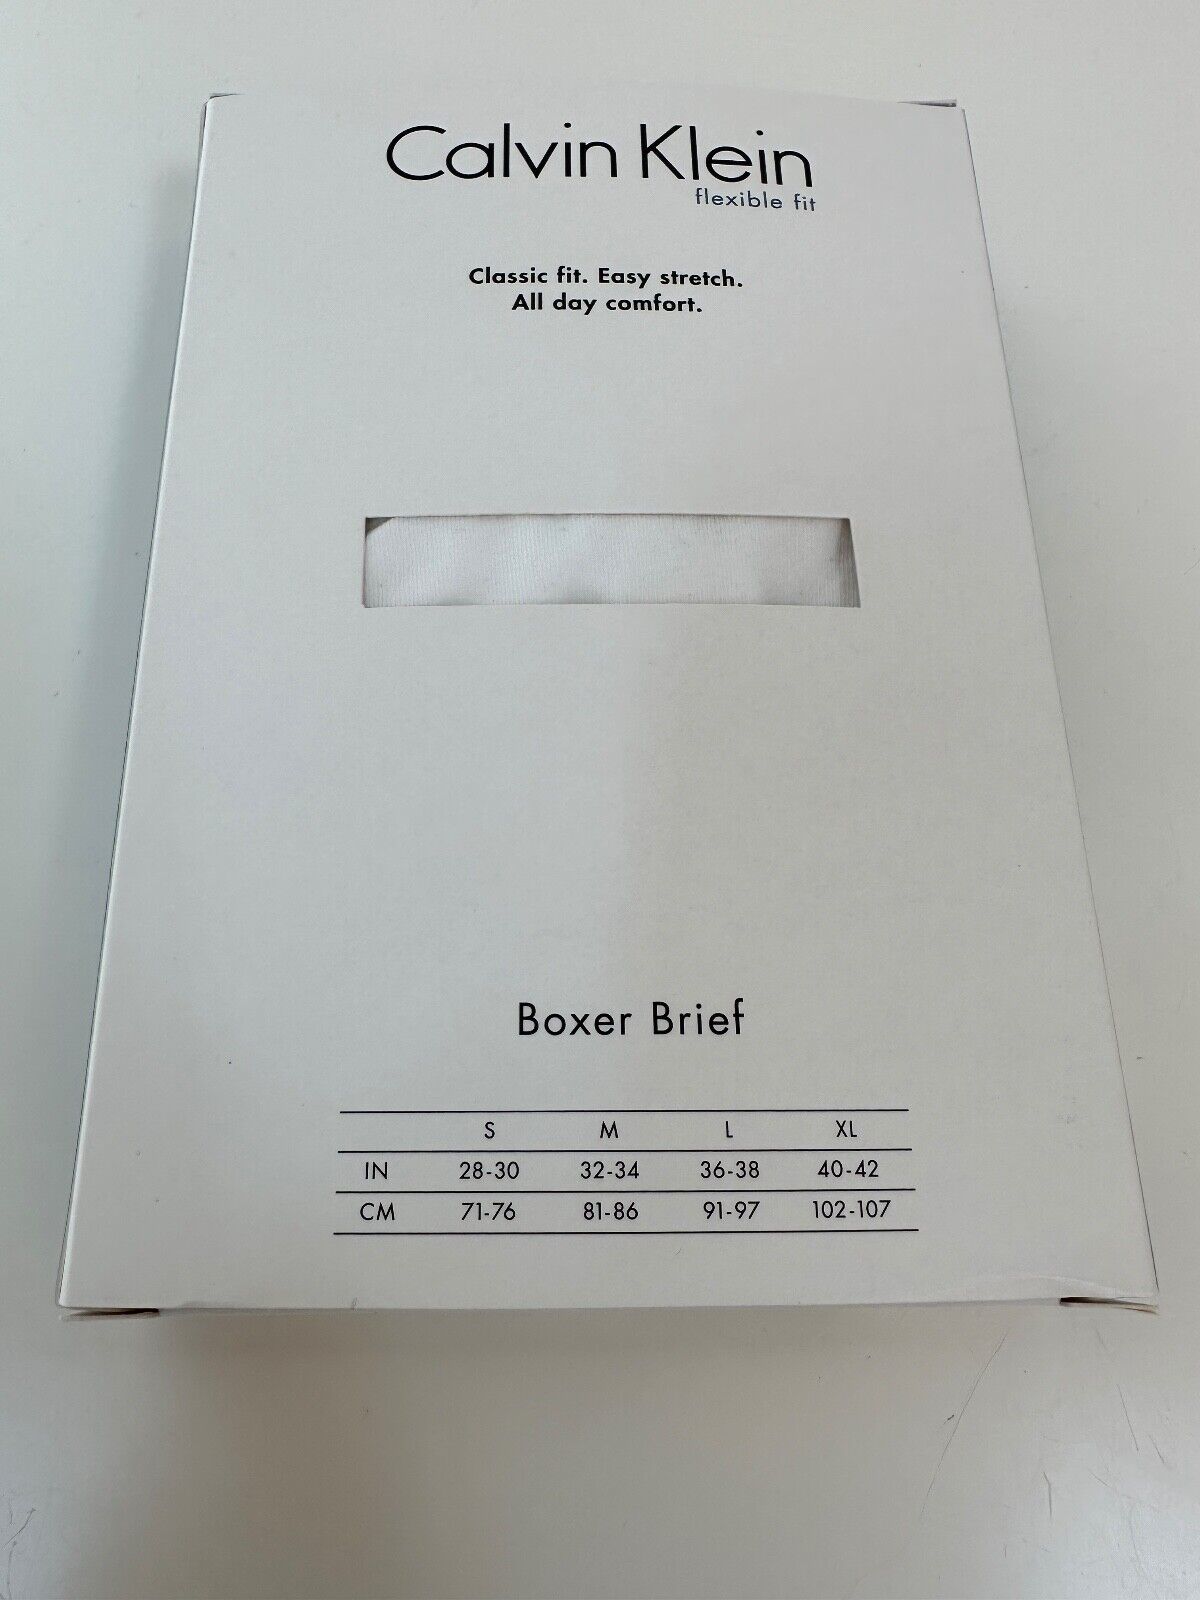 Calvin Klein
flexible fit
Classic fit. Easy stretch.
All day comfort.
Boxer Brief
S M L XL
IN 28-30 32-34 36-38 40-42
CM 71-76 81-86 91-97 102-107